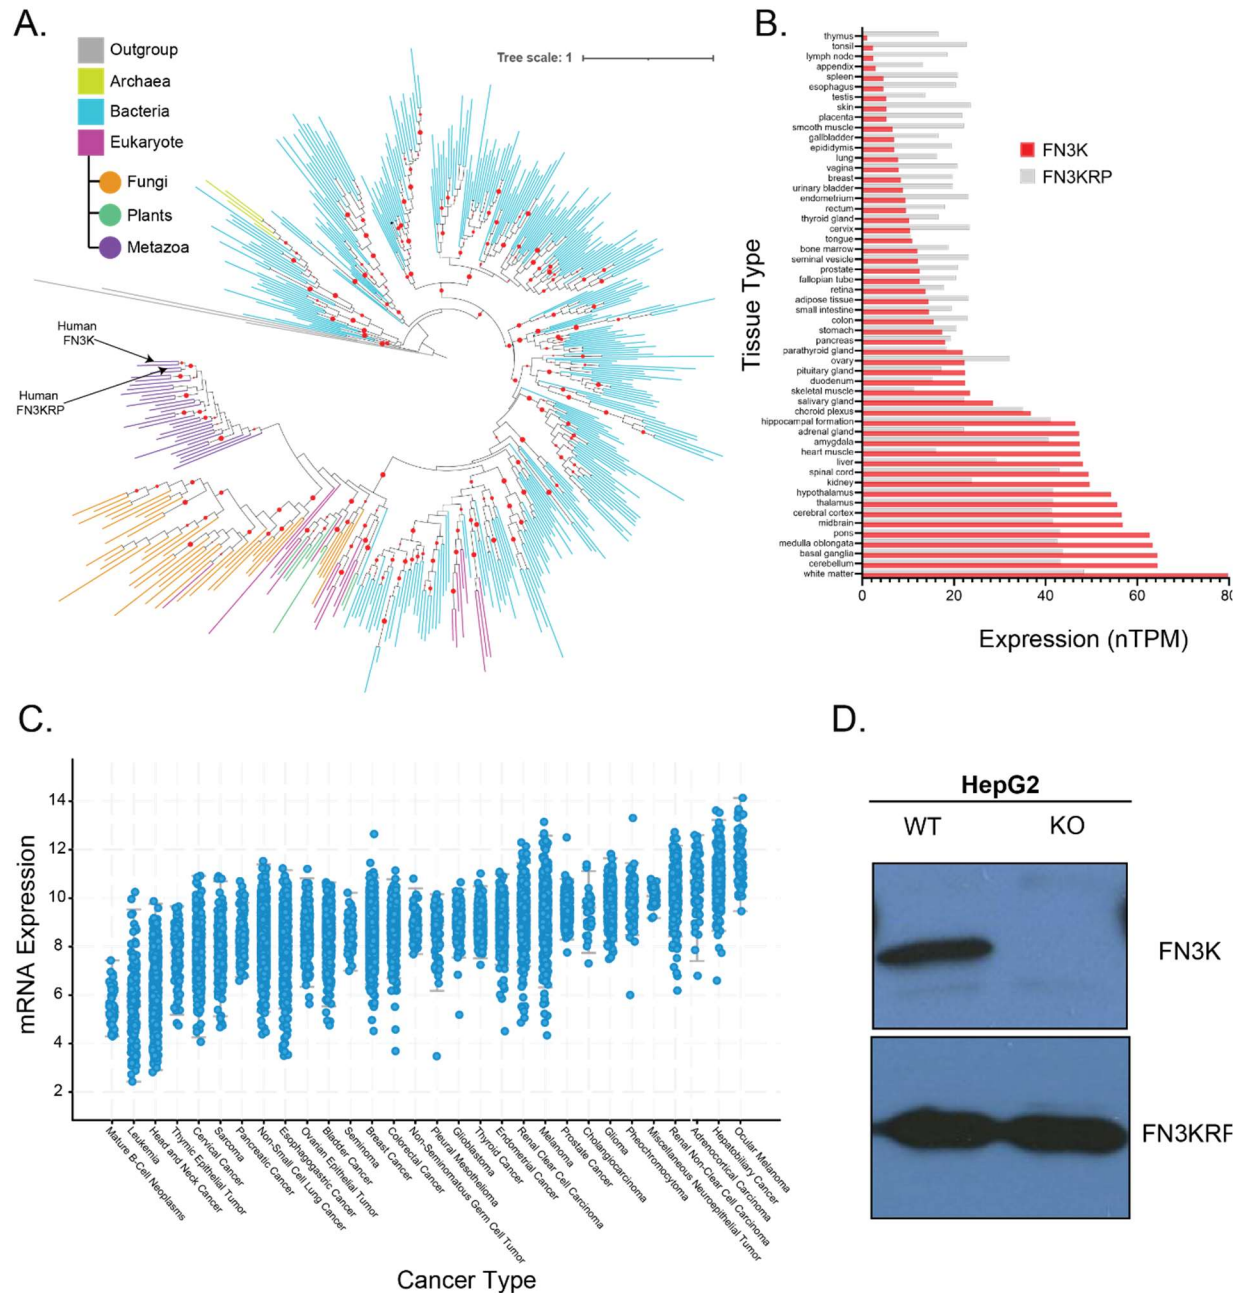 A.
Outgroup
Archaea
Bacteria
Eukaryote
Fungi
Plants
Metazoa
Tree scale: 1
Human
FN3K
Human
FN3KRP
B.
Tissue Type
thymus
tonsil
lymph node
appendix
spleen
esophagus
testis
skin
placenta
smooth muscle
gallbladder
epididymis
lung
vagina
breast
urinary bladder
endometrium
rectum
thyroid gland
cervix
tongue
bone marrow
seminal vesicle
prostate
fallopian tube
retina
adipose tissue
small intestine
colon
stomach
pancreas
parathyroid gland
ovary
pituitary gland
duodenum
skeletal muscle
salivary gland
choroid plexus
hippocampal formation
adrenal gland
amygdala
heart muscle
liver
spinal cord
kidney
hypothalamus
thalamus
cerebral cortex
midbrain
pons
medulla oblongata
basal ganglia
cerebellum
white matter
FN3K
FN3KRP
0 20 40 60 80
Expression (nTPM)
C.
mRNA Expression
14
12
10
8
6
4
2
Mature B-Cell Neoplasms
Leukemia
Head and Neck Cancer
Thymic Epithelial Tumor
Cervical Cancer
Sarcoma
Pancreatic Cancer
Non-Small Cell Lung Cancer
Esophagogastric Cancer
Ovarian Epithelial Tumor
Bladder Cancer
Seminoma
Breast Cancer
Colorectal Cancer
Non-Seminomatous Germ Cell Tumor
Pleural Mesothelioma
Glioblastoma
Thyroid Cancer
Endometrial Cancer
Renal Clear Cell Carcinoma
Melanoma
Prostate Cancer
Cholangiocarcinoma
Glioma
Pheochromocytoma
Miscellaneous Neuroepithelial Tumor
Renal Non-Clear Cell Carcinoma
Adrenocortical Carcinoma
Hepatobiliary Cancer
Ocular Melanoma
Cancer Type
D.
HepG2
WT KO
FN3K
FN3KRP